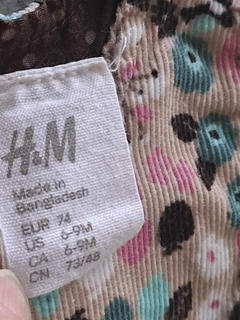 H&M
Made in
Bangladesh
EUR 74
US 6-9M
CA 6-9M
CN 73/48